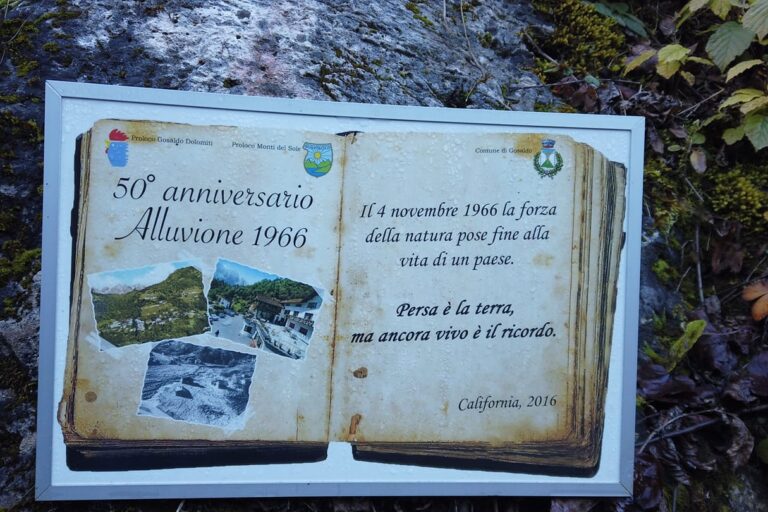 Proloco Gosaldo Dolomiti
Proloco Monti del Sole
50° anniversario
Alluvione 1966
Comune di Gosaldo
Il 4 novembre 1966 la forza
della natura pose fine alla
vita di un paese.
Persa è la terra,
ma ancora vivo è il ricordo.
California, 2016